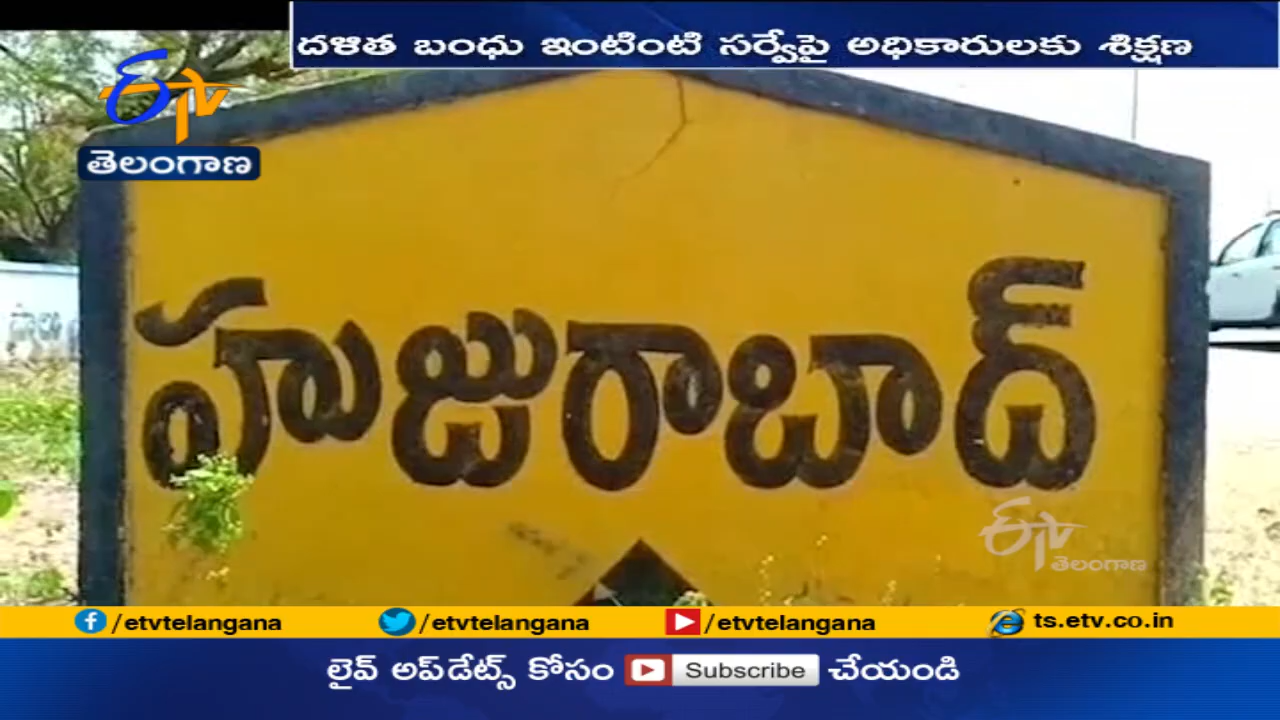 దళిత బంధు ఇంటింటి సర్వేపై అధికారులకు శిక్షణ
ETV
తెలంగాణ
హుజురాబాద్
ETV
తెలంగాణ
/etvtelangana /etvtelangana /etvtelangana ts.etv.co.in
లైవ్ అప్‌డేట్స్ కోసం Subscribe చేయండి